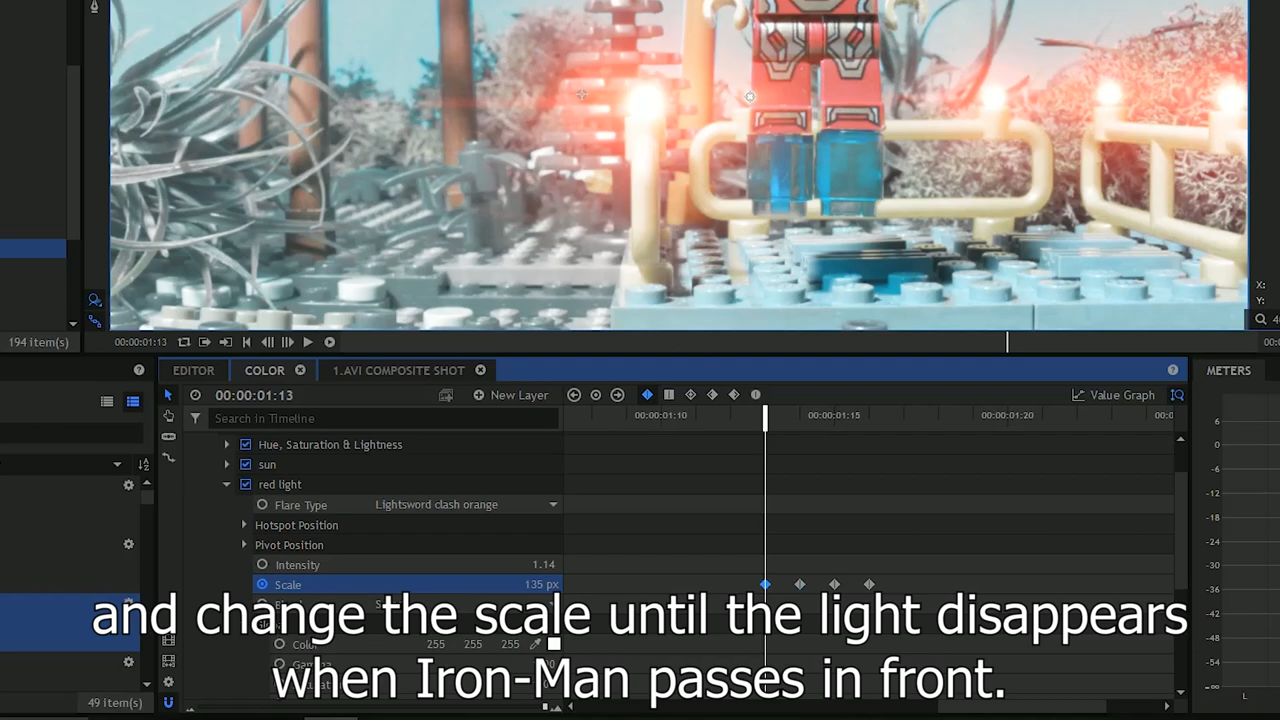 194 item(s)
00:00:01:13
X:
Y:
EDITOR
COLOR
1.AVI COMPOSITE SHOT
METERS
00:00:01:13
New Layer
Value Graph
Search in Timeline
00:00:01:10
00:00:01:15
00:00:01:20
Hue, Saturation & Lightness
sun
red light
Flare Type Lightsword clash orange
Hotspot Position
Pivot Position
Intensity 1.14
Scale 135 px
255 255 255
and change the scale until the light disappears
when Iron-Man passes in front.
49 item(s)
6
0
-6
-12
-18
-24
-30
-36
-42
-48
-54
-∞
L